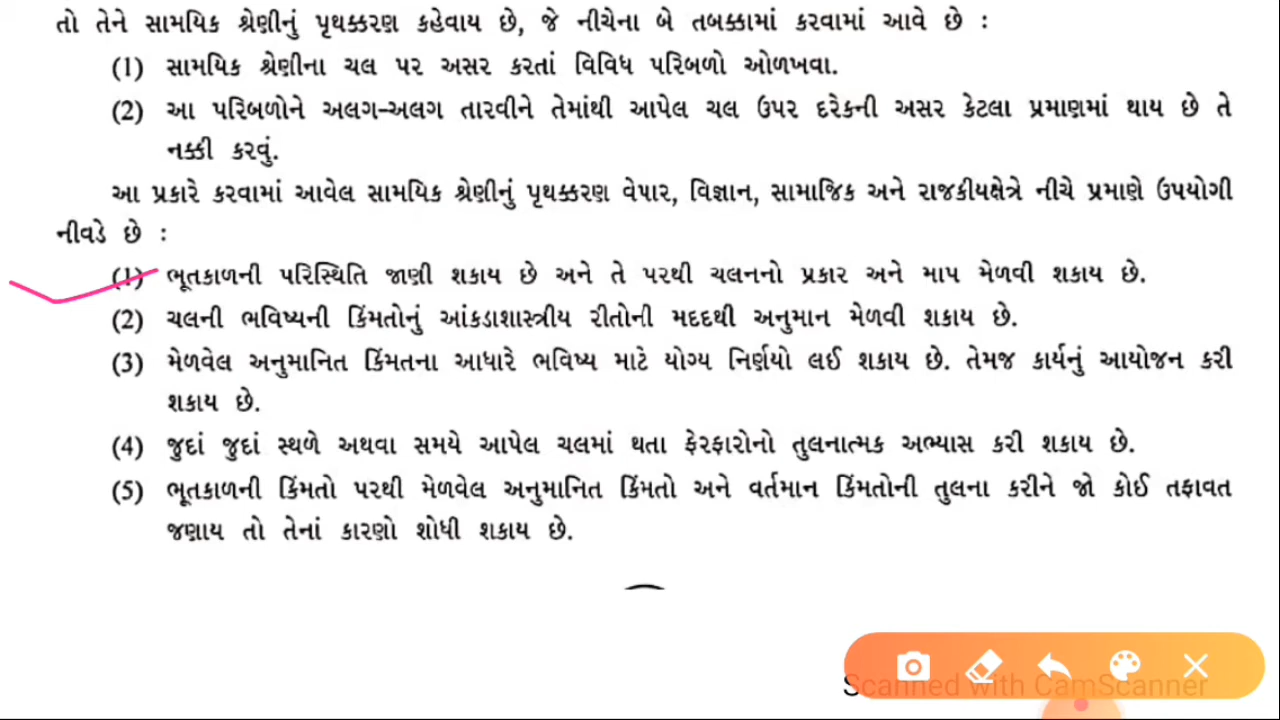 તો તેને સામયિક શ્રેણીનું પૃથક્કરણ કહેવાય છે, જે નીચેના બે તબક્કામાં કરવામાં આવે છે :
(1) સામયિક શ્રેણીના ચલ પર અસર કરતાં વિવિધ પરિબળો ઓળખવા.
(2) આ પરિબળોને અલગ-અલગ તારવીને તેમાંથી આપેલ ચલ ઉપર દરેકની અસર કેટલા પ્રમાણમાં થાય છે તે
નક્કી કરવું.
આ પ્રકારે કરવામાં આવેલ સામયિક શ્રેણીનું પૃથક્કરણ વેપાર, વિજ્ઞાન, સામાજિક અને રાજકીયક્ષેત્રે નીચે પ્રમાણે ઉપયોગી
નીવડે છે :
(1) ભૂતકાળની પરિસ્થિતિ જાણી શકાય છે અને તે પરથી ચલનનો પ્રકાર અને માપ મેળવી શકાય છે.
(2) ચલની ભવિષ્યની કિંમતોનું આંકડાશાસ્ત્રીય રીતોની મદદથી અનુમાન મેળવી શકાય છે.
(3) મેળવેલ અનુમાનિત કિંમતના આધારે ભવિષ્ય માટે યોગ્ય નિર્ણયો લઈ શકાય છે. તેમજ કાર્યનું આયોજન કરી
શકાય છે.
(4) જુદાં જુદાં સ્થળે અથવા સમયે આપેલ ચલમાં થતા ફેરફારોનો તુલનાત્મક અભ્યાસ કરી શકાય છે.
(5) ભૂતકાળની કિંમતો પરથી મેળવેલ અનુમાનિત કિંમતો અને વર્તમાન કિંમતોની તુલના કરીને જો કોઈ તફાવત
જણાય તો તેનાં કારણો શોધી શકાય છે.
Scanned with CamScanner